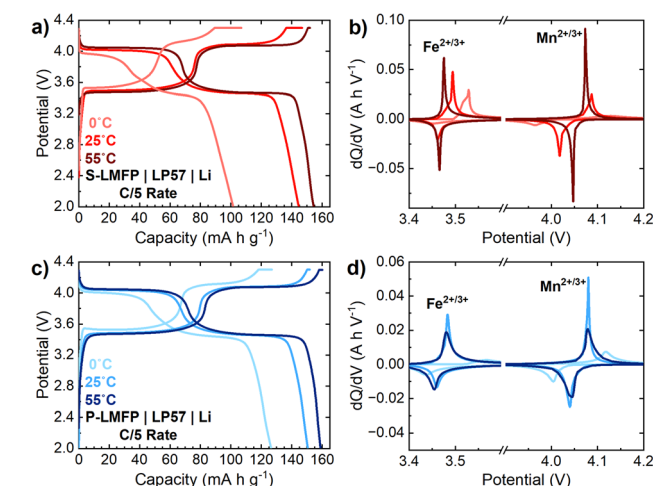 a)
4.4
4.0
3.6
3.2
2.8
2.4
2.0
Potential (V)
0°C
25°C
55°C
S-LMFP | LP57 | Li
C/5 Rate
0 20 40 60 80 100 120 140 160
Capacity (mA h g-1)
b)
0.10
0.05
0.00
−0.05
dQ/dV (A h V-1)
Fe2+/3+
Mn2+/3+
3.4 3.5 4.0 4.1 4.2
Potential (V)
c)
4.4
4.0
3.6
3.2
2.8
2.4
2.0
Potential (V)
0°C
25°C
55°C
P-LMFP | LP57 | Li
C/5 Rate
0 20 40 60 80 100 120 140 160
Capacity (mA h g-1)
d)
0.06
0.04
0.02
0.00
−0.02
−0.04
dQ/dV (A h V-1)
Fe2+/3+
Mn2+/3+
3.4 3.5 4.0 4.1 4.2
Potential (V)